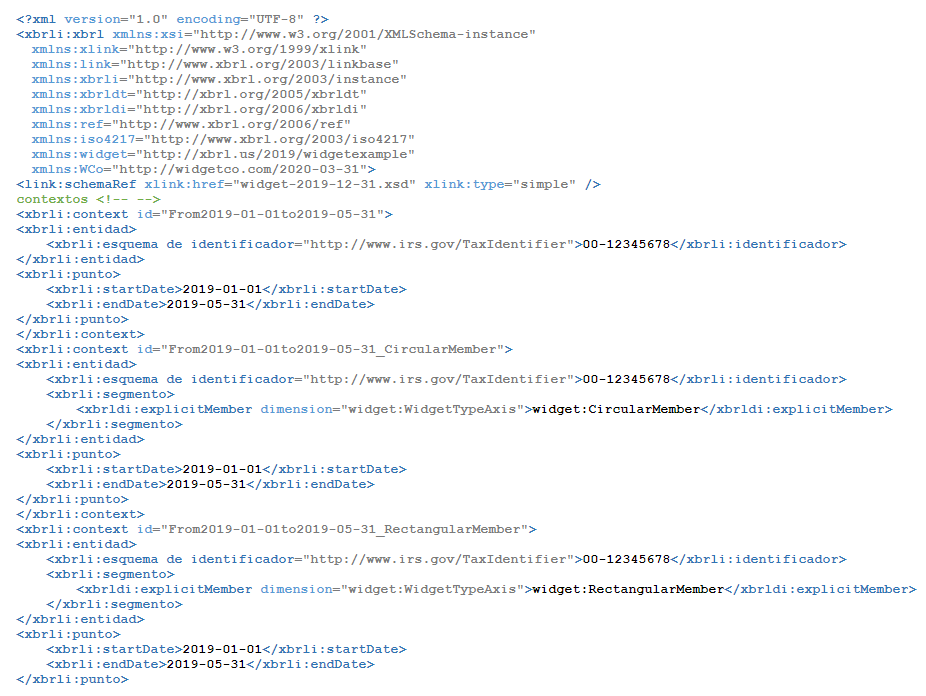 <?xml version="1.0" encoding="UTF-8" ?>
<xbrli:xbrl xmlns:xsi="http://www.w3.org/2001/XMLSchema-instance"
xmlns:xlink="http://www.w3.org/1999/xlink"
xmlns:link="http://www.xbrl.org/2003/linkbase"
xmlns:xbrli="http://www.xbrl.org/2003/instance"
xmlns:xbrldt="http://xbrl.org/2005/xbrldt"
xmlns:xbrldi="http://xbrl.org/2006/xbrldi"
xmlns:ref="http://www.xbrl.org/2006/ref"
xmlns:iso4217="http://www.xbrl.org/2003/iso4217"
xmlns:widget="http://xbrl.us/2019/widgetexample"
xmlns:WCo="http://widgetco.com/2020-03-31">
<link:schemaRef xlink:href="widget-2019-12-31.xsd" xlink:type="simple" />
contextos <!-- -->
<xbrli:context id="From2019-01-01to2019-05-31">
<xbrli:entidad>
<xbrli:esquema de identificador="http://www.irs.gov/TaxIdentifier">00-12345678</xbrli:identificador>
</xbrli:entidad>
<xbrli:punto>
<xbrli:startDate>2019-01-01</xbrli:startDate>
<xbrli:endDate>2019-05-31</xbrli:endDate>
</xbrli:punto>
</xbrli:context>
<xbrli:context id="From2019-01-01to2019-05-31_CircularMember">
<xbrli:entidad>
<xbrli:esquema de identificador="http://www.irs.gov/TaxIdentifier">00-12345678</xbrli:identificador>
<xbrli:segmento>
<xbrldi:explicitMember dimension="widget:WidgetTypeAxis">widget:CircularMember</xbrldi:explicitMember>
</xbrli:segmento>
</xbrli:entidad>
<xbrli:punto>
<xbrli:startDate>2019-01-01</xbrli:startDate>
<xbrli:endDate>2019-05-31</xbrli:endDate>
</xbrli:punto>
</xbrli:context>
<xbrli:context id="From2019-01-01to2019-05-31_RectangularMember">
<xbrli:entidad>
<xbrli:esquema de identificador="http://www.irs.gov/TaxIdentifier">00-12345678</xbrli:identificador>
<xbrli:segmento>
<xbrldi:explicitMember dimension="widget:WidgetTypeAxis">widget:RectangularMember</xbrldi:explicitMember>
</xbrli:segmento>
</xbrli:entidad>
<xbrli:punto>
<xbrli:startDate>2019-01-01</xbrli:startDate>
<xbrli:endDate>2019-05-31</xbrli:endDate>
</xbrli:punto>